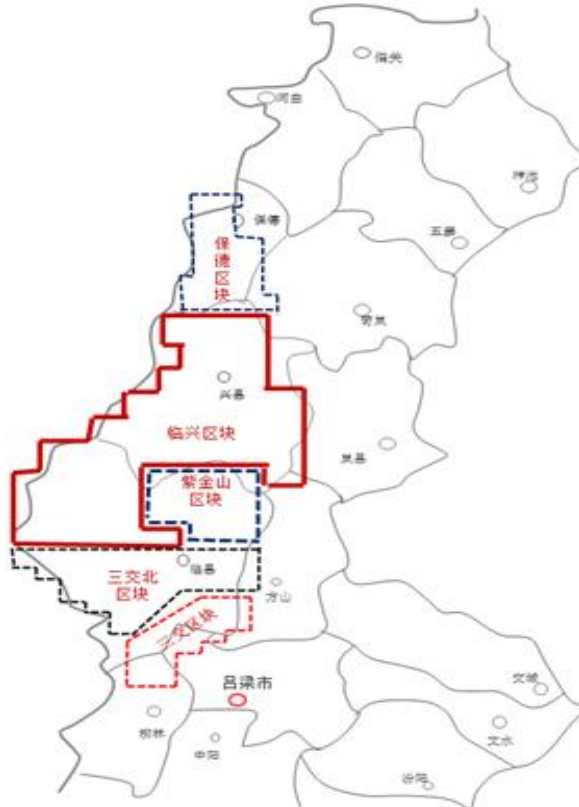 偏关
河曲
神池
保德
五寨
保德区块
岢岚
兴县
临兴区块
岚县
紫金山
区块
临县
三交北
区块
方山
三交区块
吕梁市
交城
柳林
文水
中阳
汾阳